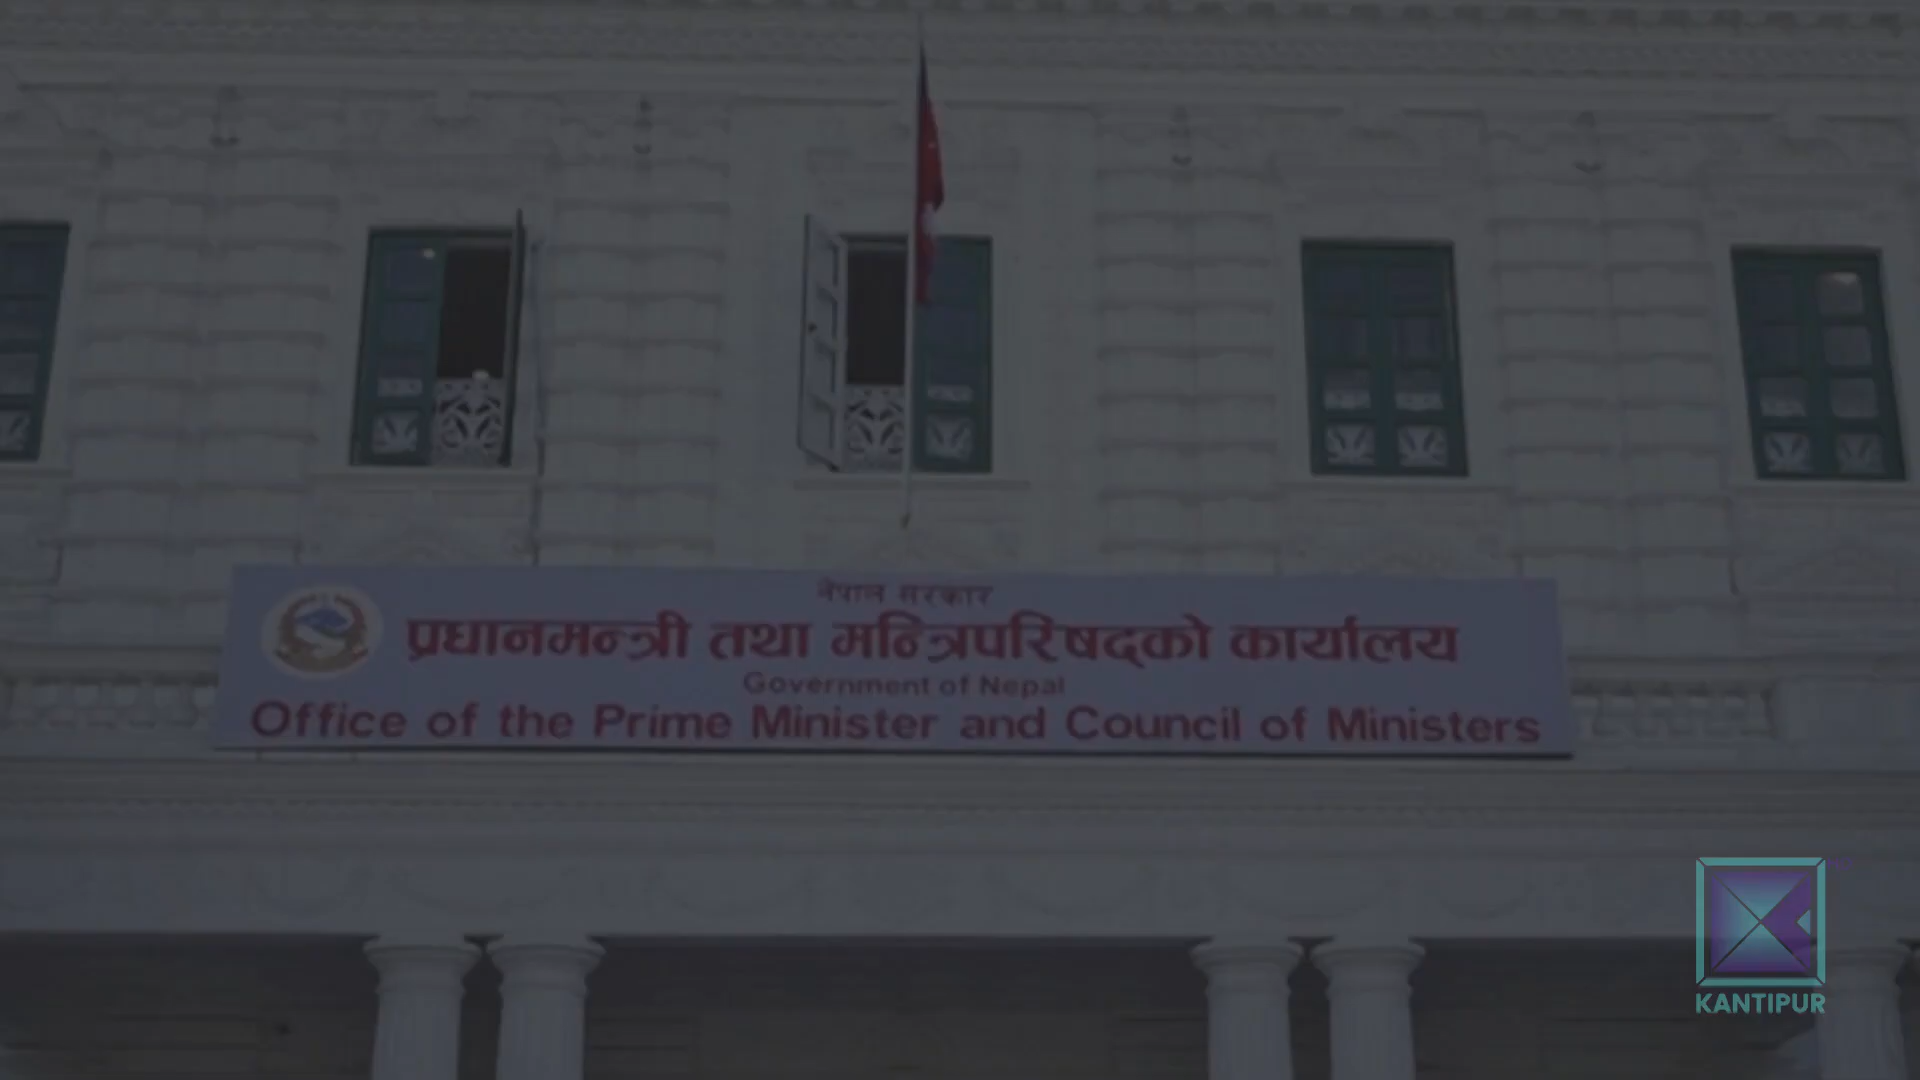 नेपाल सरकार
प्रधानमन्त्री तथा मन्त्रिपरिषद्को कार्यालय
Government of Nepal
Office of the Prime Minister and Council of Ministers
KANTIPUR